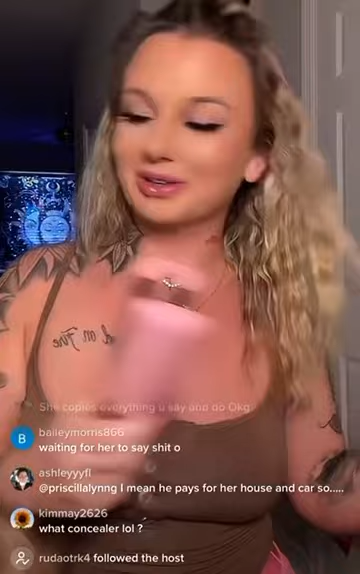 She copies everything u say and do Okg
baileymorris866
waiting for her to say shit o
ashleyyyfl
@priscillalynng I mean he pays for her house and car so.....
kimmay2626
what concealer lol ?
rudaotrk4 followed the host